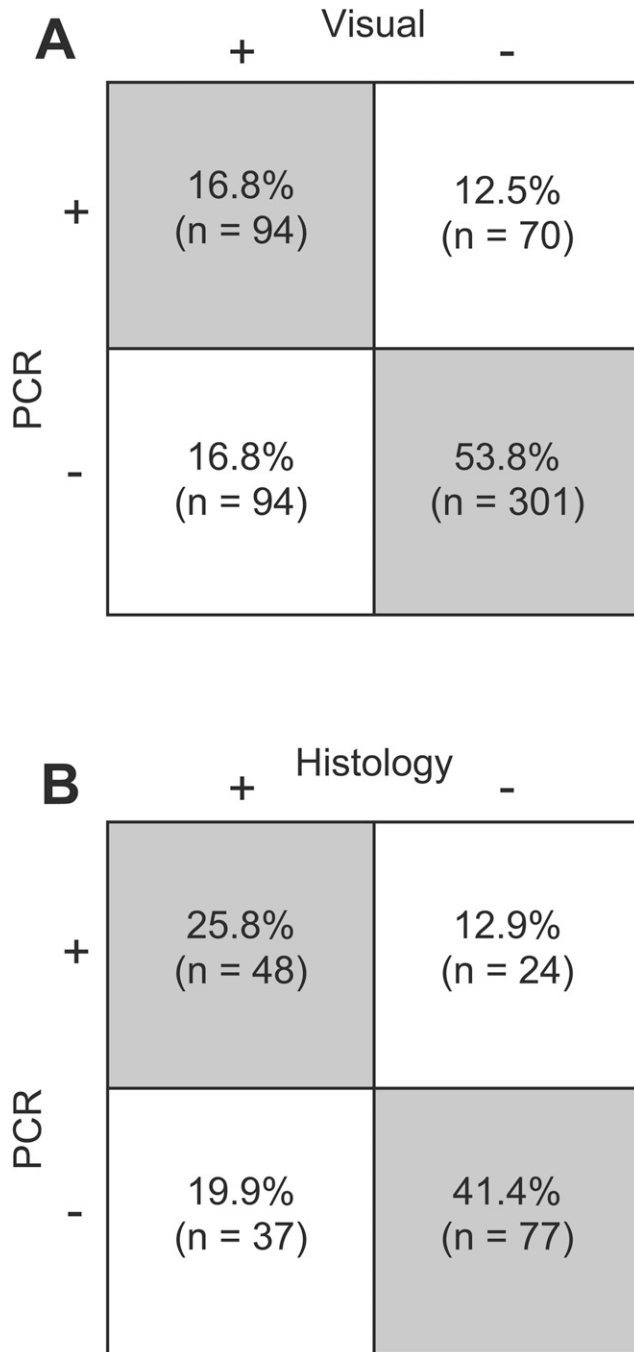 A
Visual
+ -
PCR
+
16.8%
(n = 94)
12.5%
(n = 70)
-
16.8%
(n = 94)
53.8%
(n = 301)
B
Histology
+ -
PCR
+
25.8%
(n = 48)
12.9%
(n = 24)
-
19.9%
(n = 37)
41.4%
(n = 77)